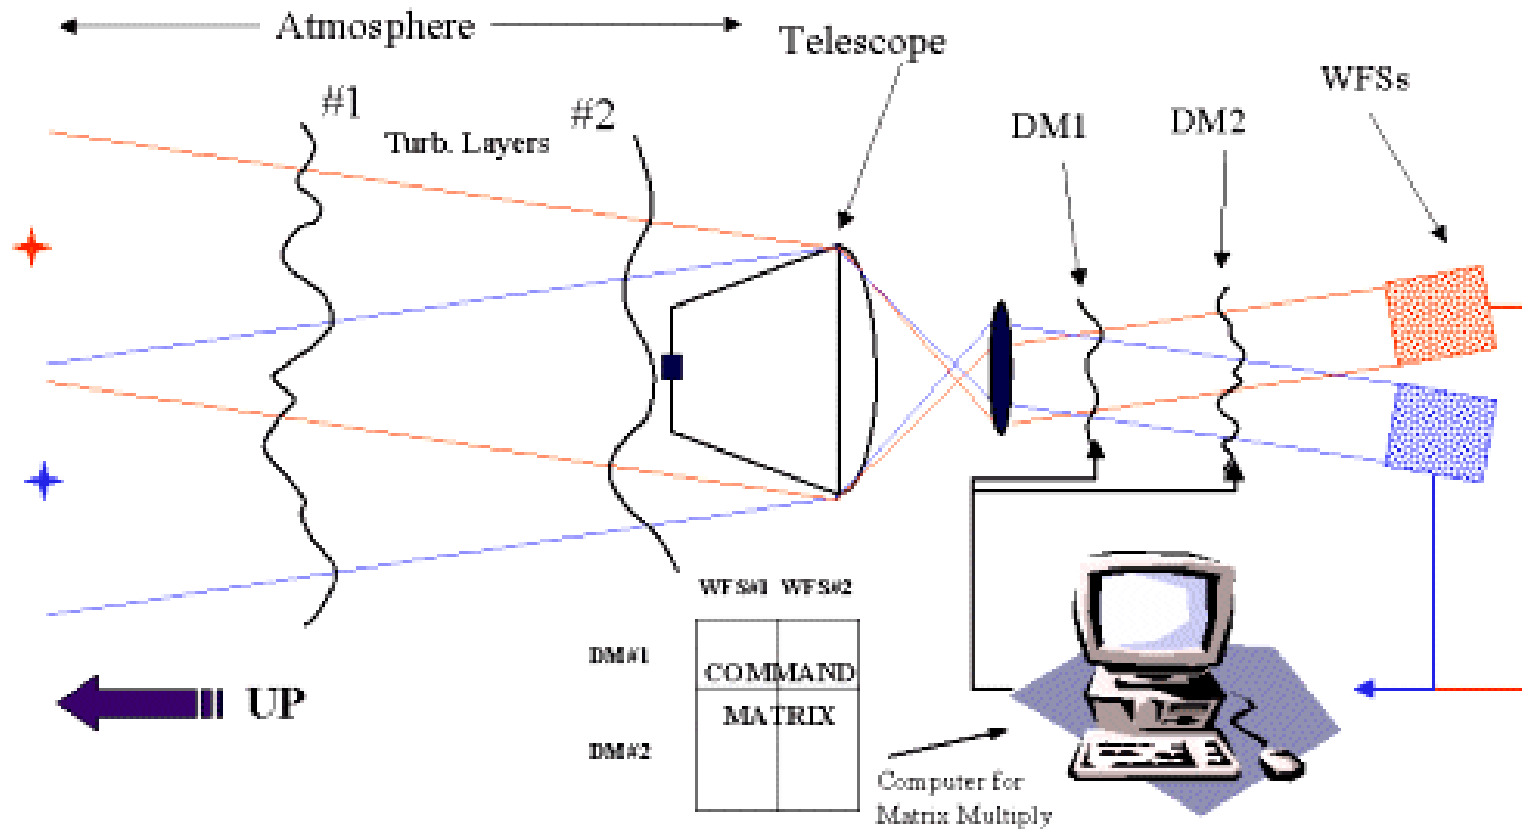 Atmosphere
Telescope
WFSs
#1
#2
Turb. Layers
DM1
DM2
WFS#1 WFS#2
DM#1
COMMAND
MATRIX
DM#2
UP
Computer for
Matrix Multiply